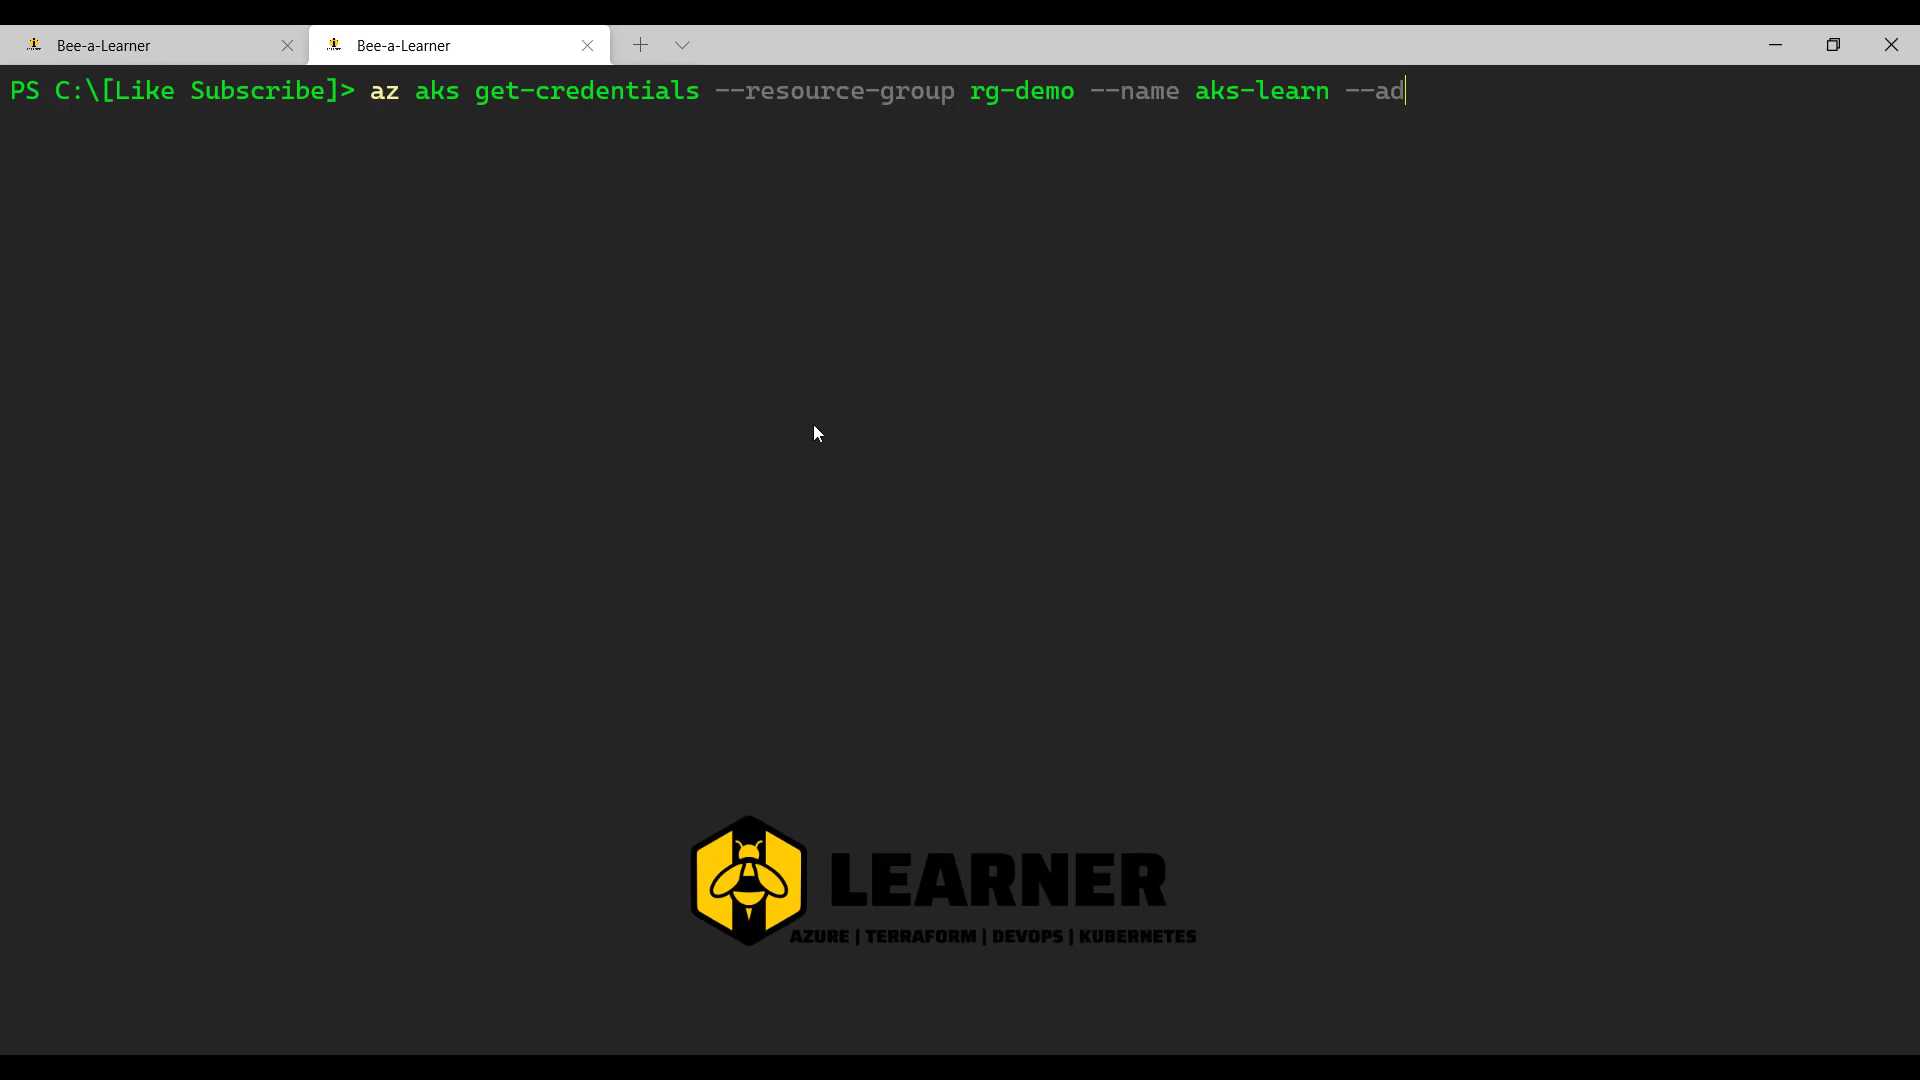 Bee-a-Learner
Bee-a-Learner
PS C:\[Like Subscribe]> az aks get-credentials --resource-group rg-demo --name aks-learn --ad
LEARNER
AZURE | TERRAFORM | DEVOPS | KUBERNETES